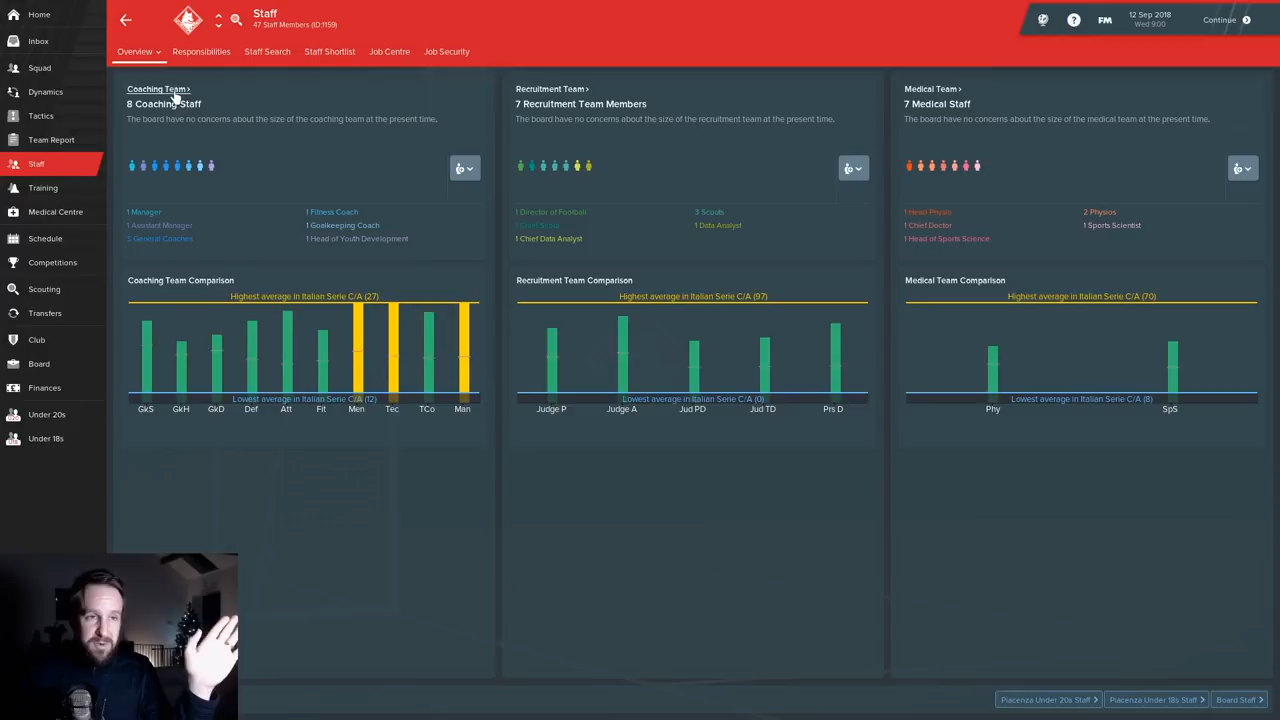 Home
Inbox
Squad
Dynamics
Tactics
Team Report
Staff
Training
Medical Centre
Schedule
Competitions
Scouting
Transfers
Club
Board
Finances
Under 20s
Under 18s
Staff
47 Staff Members (ID:1159)
?
FM
12 Sep 2018
Wed 9:00
Continue
Overview
Responsibilities
Staff Search
Staff Shortlist
Job Centre
Job Security
Coaching Team >
8 Coaching Staff
The board have no concerns about the size of the coaching team at the present time.
1 Manager
1 Fitness Coach
1 Assistant Manager
1 Goalkeeping Coach
3 General Coaches
1 Head of Youth Development
Coaching Team Comparison
Highest average in Italian Serie C/A (27)
Lowest average in Italian Serie C/A (12)
GkS GkH GkD Def Att Fit Men Tec TCo Man
Recruitment Team >
7 Recruitment Team Members
The board have no concerns about the size of the recruitment team at the present time.
1 Director of Football
3 Scouts
1 Chief Scout
1 Data Analyst
1 Chief Data Analyst
Recruitment Team Comparison
Highest average in Italian Serie C/A (97)
Lowest average in Italian Serie C/A (0)
Judge P Judge A Jud PD Jud TD Prs D
Medical Team >
7 Medical Staff
The board have no concerns about the size of the medical team at the present time.
1 Head Physio
2 Physios
1 Chief Doctor
1 Sports Scientist
1 Head of Sports Science
Medical Team Comparison
Highest average in Italian Serie C/A (70)
Lowest average in Italian Serie C/A (8)
Phy SpS
Piacenza Under 20s Staff >
Piacenza Under 18s Staff >
Board Staff >